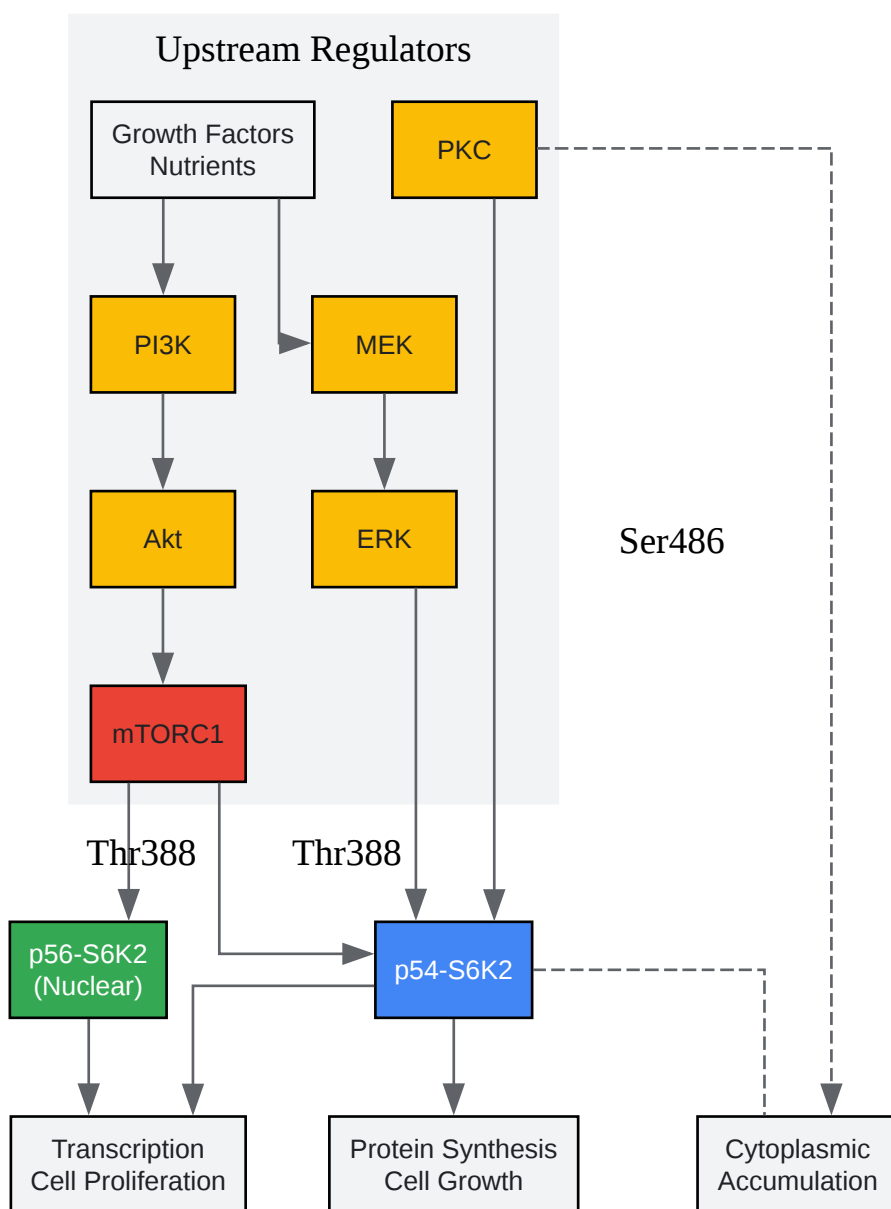 Upstream Regulators
Growth Factors
Nutrients
PKC
PI3K
MEK
Akt
ERK
Ser486
mTORC1
Thr388
Thr388
p56-S6K2
(Nuclear)
p54-S6K2
Transcription
Cell Proliferation
Protein Synthesis
Cell Growth
Cytoplasmic
Accumulation